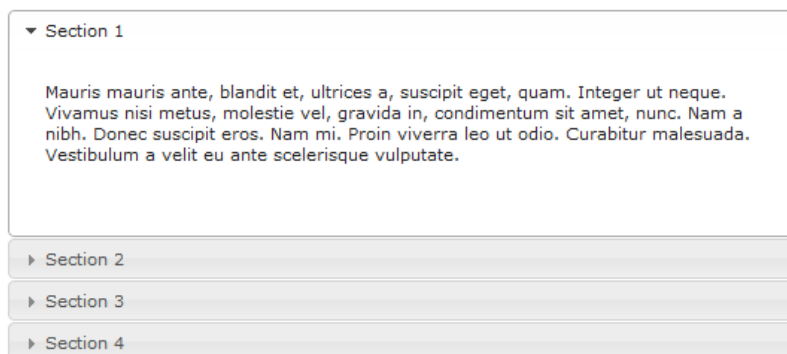 Section 1
Mauris mauris ante, blandit et, ultrices a, suscipit eget, quam. Integer ut neque.
Vivamus nisi metus, molestie vel, gravida in, condimentum sit amet, nunc. Nam a
nibh. Donec suscipit eros. Nam mi. Proin viverra leo ut odio. Curabitur malesuada.
Vestibulum a velit eu ante scelerisque vulputate.
Section 2
Section 3
Section 4